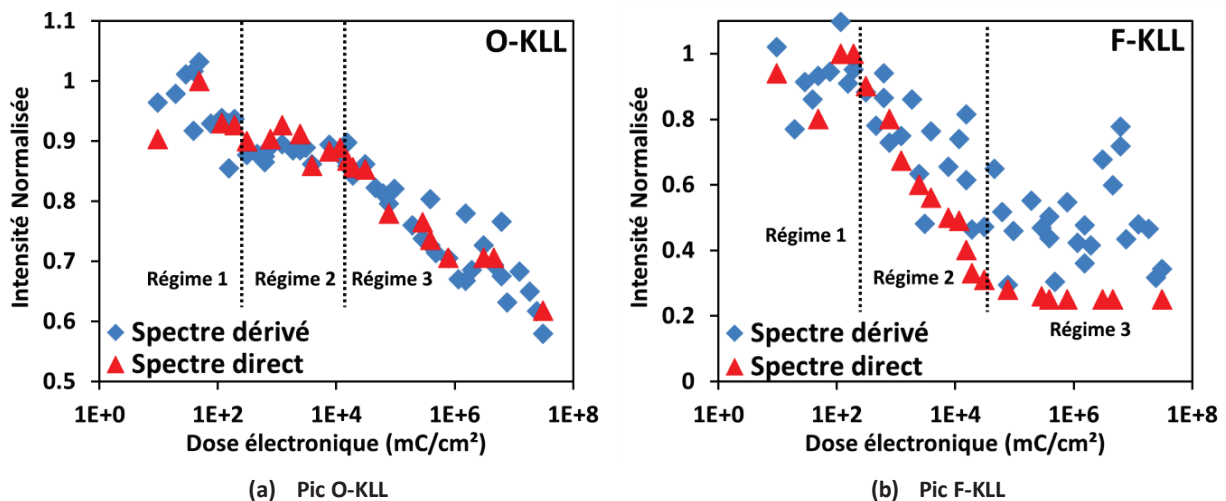 O-KLL
Intensité Normalisée
1.1
1
0.9
0.8
0.7
0.6
0.5
Régime 1
Régime 2
Régime 3
Spectre dérivé
Spectre direct
1E+0
1E+2
1E+4
1E+6
1E+8
Dose électronique (mC/cm²)
(a) Pic O-KLL
F-KLL
Intensité Normalisée
1
0.8
0.6
0.4
0.2
0
Régime 1
Régime 2
Régime 3
Spectre dérivé
Spectre direct
1E+0
1E+2
1E+4
1E+6
1E+8
Dose électronique (mC/cm²)
(b) Pic F-KLL